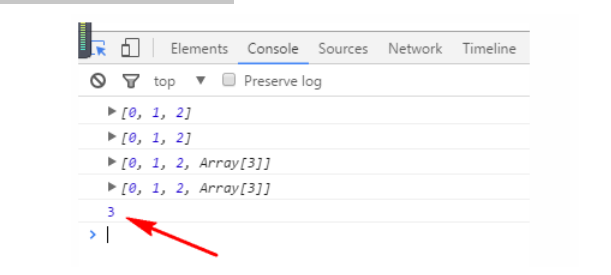 Elements Console Sources Network Timeline
top ▼ Preserve log
▶ [0, 1, 2]
▶ [0, 1, 2]
▶ [0, 1, 2, Array[3]]
▶ [0, 1, 2, Array[3]]
3
>